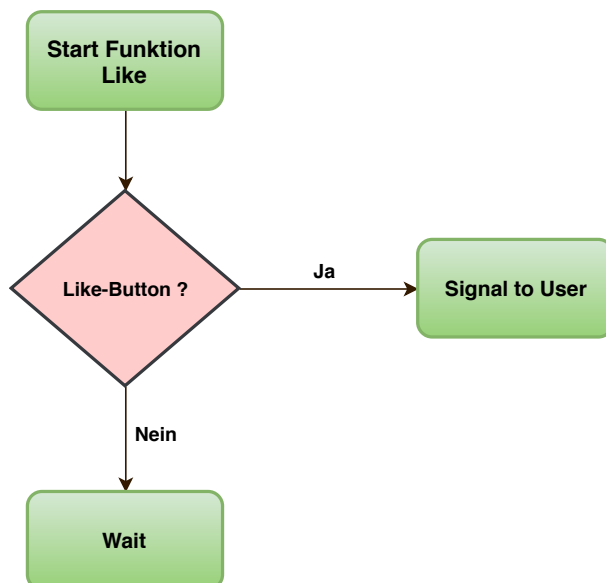 Start Funktion
Like
Like-Button ?
Ja
Signal to User
Nein
Wait